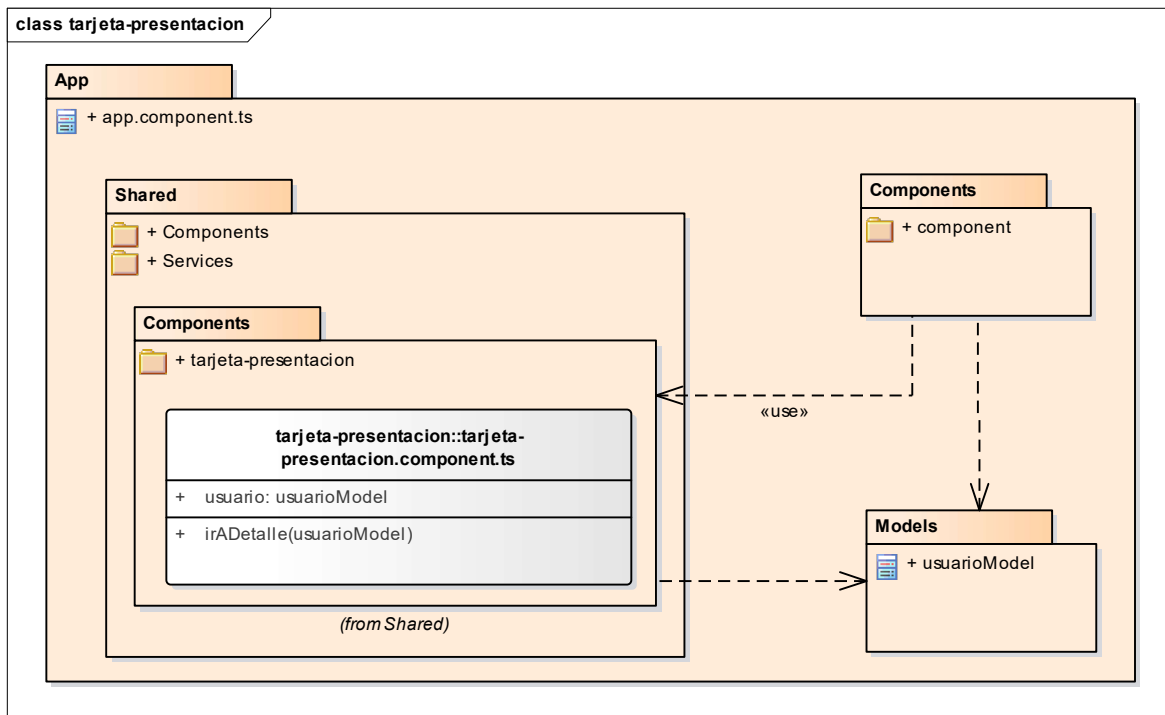 class tarjeta-presentacion
App
+ app.component.ts
Shared
+ Components
+ Services
Components
+ component
Components
+ tarjeta-presentacion
«use»
tarjeta-presentacion::tarjeta-
presentacion.component.ts
+ usuario: usuarioModel
+ irADetalle(usuarioModel)
Models
+ usuarioModel
(from Shared)